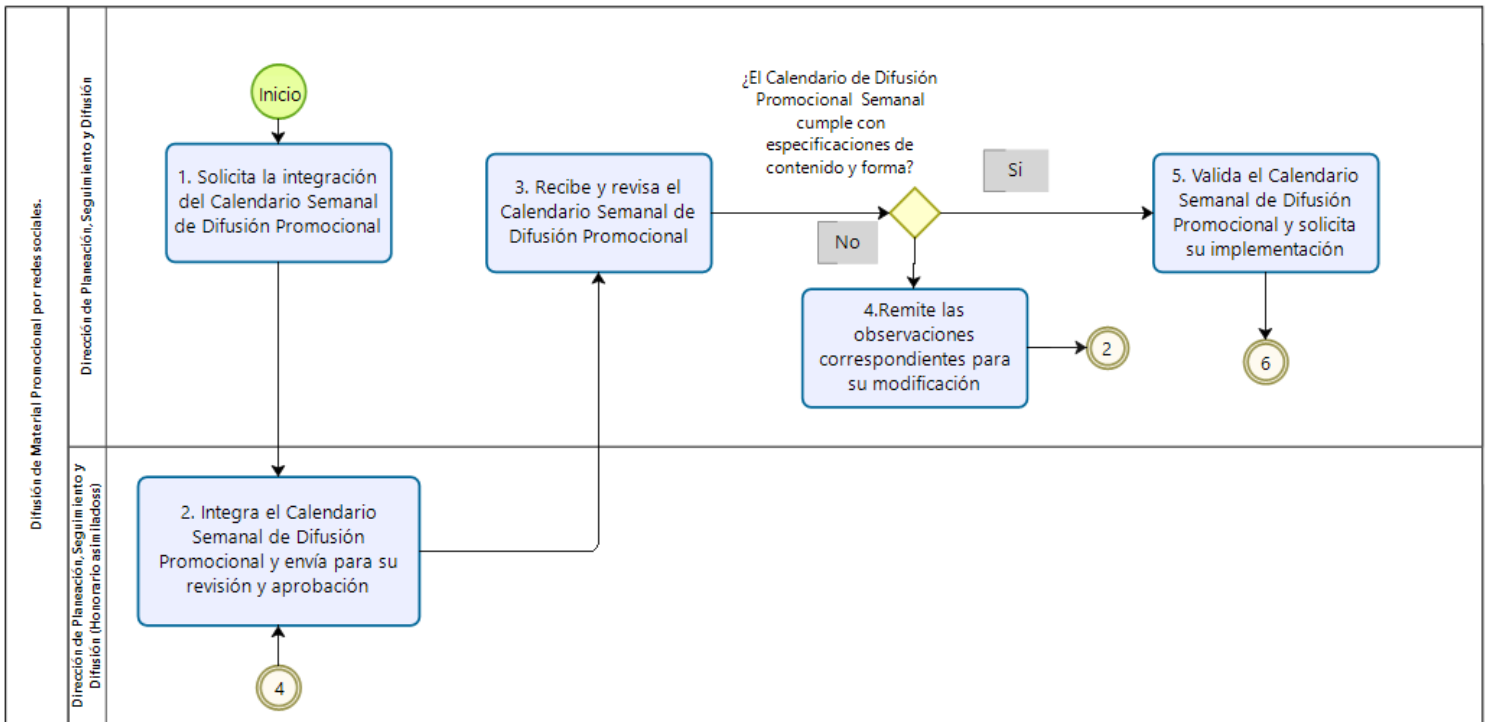 Difusión de Material Promocional por redes sociales.
Dirección de Planeación, Seguimiento y Difusión
Inicio
1. Solicita la integración
del Calendario Semanal
de Difusión Promocional
3. Recibe y revisa el
Calendario Semanal de
Difusión Promocional
¿El Calendario de Difusión
Promocional Semanal
cumple con
especificaciones de
contenido y forma?
Si
No
5. Valida el Calendario
Semanal de Difusión
Promocional y solicita
su implementación
4.Remite las
observaciones
correspondientes para
su modificación
2
6
Dirección de Planeación, Seguimiento y
Difusión (Honorario asimiladoss)
2. Integra el Calendario
Semanal de Difusión
Promocional y envía para su
revisión y aprobación
4